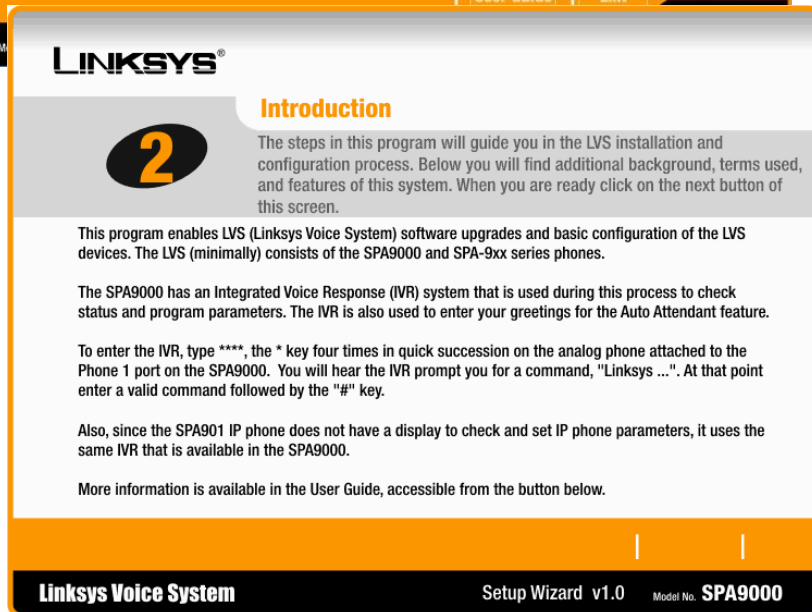 LINKSYS®
2
Introduction
The steps in this program will guide you in the LVS installation and
configuration process. Below you will find additional background, terms used,
and features of this system. When you are ready click on the next button of
this screen.
This program enables LVS (Linksys Voice System) software upgrades and basic configuration of the LVS
devices. The LVS (minimally) consists of the SPA9000 and SPA-9xx series phones.
The SPA9000 has an Integrated Voice Response (IVR) system that is used during this process to check
status and program parameters. The IVR is also used to enter your greetings for the Auto Attendant feature.
To enter the IVR, type ****, the * key four times in quick succession on the analog phone attached to the
Phone 1 port on the SPA9000.  You will hear the IVR prompt you for a command, "Linksys ...". At that point
enter a valid command followed by the "#" key.
Also, since the SPA901 IP phone does not have a display to check and set IP phone parameters, it uses the
same IVR that is available in the SPA9000.
More information is available in the User Guide, accessible from the button below.
Linksys Voice System Setup Wizard v1.0 Model No. SPA9000